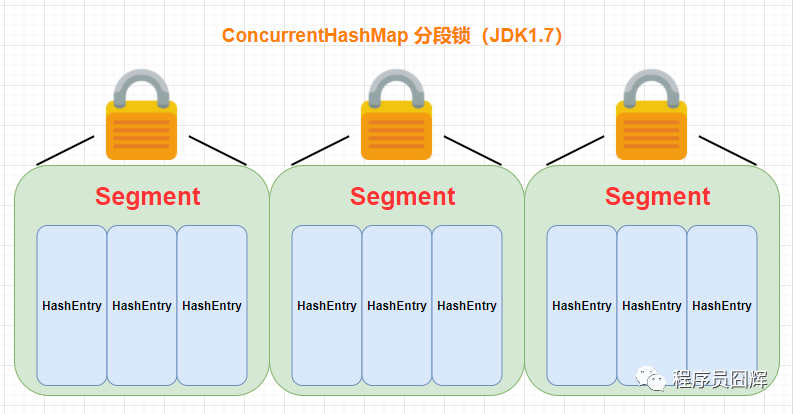 ConcurrentHashMap 分段锁（JDK1.7）
Segment Segment Segment
HashEntry HashEntry HashEntry HashEntry HashEntry HashEntry HashEntry HashEntry HashEntry
程序员囧辉